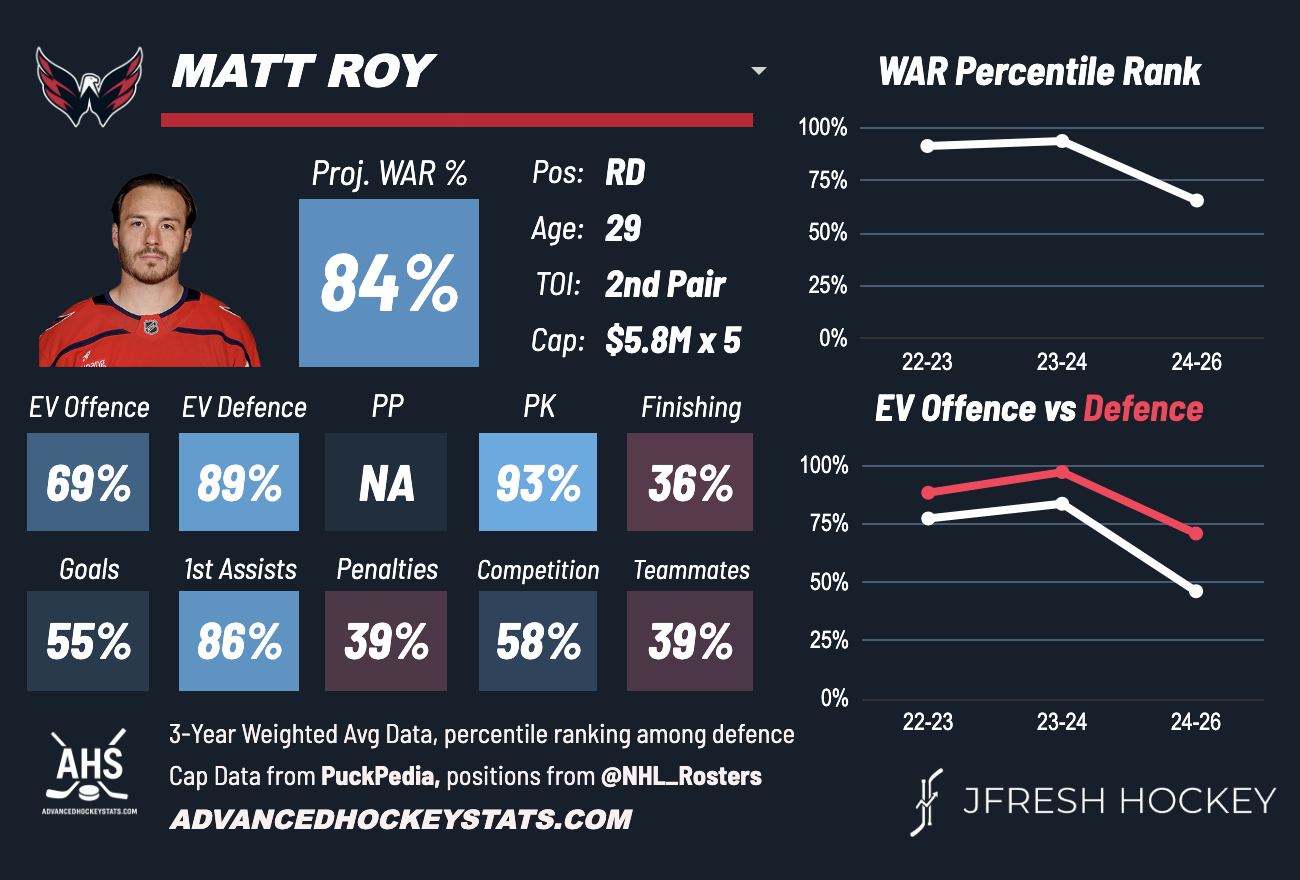 MATT ROY
Proj. WAR %
84%
Pos: RD
Age: 29
TOI: 2nd Pair
Cap: $5.8M x 5
EV Offence EV Defence PP PK Finishing
69% 89% NA 93% 36%
Goals 1st Assists Penalties Competition Teammates
55% 86% 39% 58% 39%
WAR Percentile Rank
100%
75%
50%
25%
0%
22-23 23-24 24-26
EV Offence vs Defence
100%
75%
50%
25%
0%
22-23 23-24 24-26
AHS
ADVANCEDHOCKEYSTATS.COM
3-Year Weighted Avg Data, percentile ranking among defence
Cap Data from PuckPedia, positions from @NHL_Rosters
ADVANCEDHOCKEYSTATS.COM
JFRESH HOCKEY